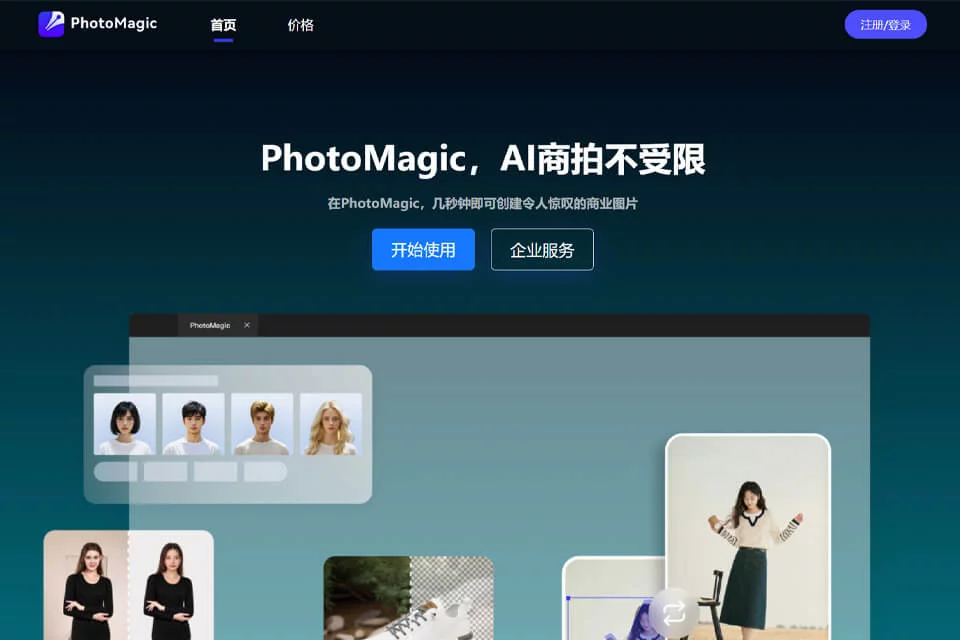 PhotoMagic
首页
价格
注册/登录
PhotoMagic，AI商拍不受限
在PhotoMagic，几秒钟即可创建令人惊叹的商业图片
开始使用
企业服务
PhotoMagic